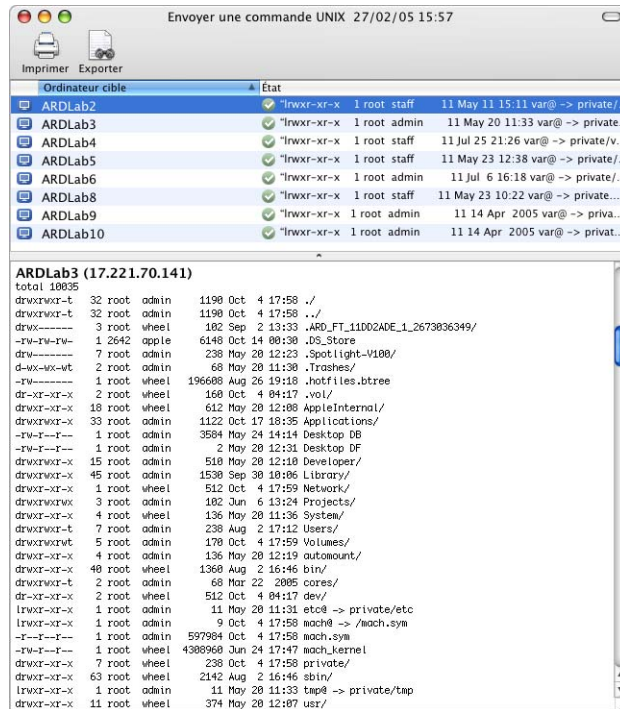 Envoyer une commande UNIX 27/02/05 15:57
Imprimer Exporter
Ordinateur cible État
ARDLab2 "lrwxr-xr-x 1 root staff 11 May 11 15:11 var@ -> private/.
ARDLab3 "lrwxr-xr-x 1 root admin 11 May 20 11:33 var@ -> private.
ARDLab4 "lrwxr-xr-x 1 root staff 11 Jul 25 21:26 var@ -> private/v.
ARDLab5 "lrwxr-xr-x 1 root staff 11 May 23 12:38 var@ -> private/.
ARDLab6 "lrwxr-xr-x 1 root admin 11 Jul 6 16:18 var@ -> private/.
ARDLab8 "lrwxr-xr-x 1 root staff 11 May 23 10:22 var@ -> private...
ARDLab9 "lrwxr-xr-x 1 root admin 11 14 Apr 2005 var@ -> priva..
ARDLab10 "lrwxr-xr-x 1 root admin 11 14 Apr 2005 var@ -> privat..
ARDLab3 (17.221.70.141)
total 10035
drwxrwxr-t 32 root admin 1190 Oct 4 17:58 ./
drwxrwxr-t 32 root admin 1190 Oct 4 17:58 ../
drwx------ 3 root wheel 102 Sep 2 13:33 .ARD_FT_11DD2ADE_1_2673036349/
-rw-rw-rw- 1 2642 apple 6148 Oct 14 00:30 .DS_Store
drw------- 7 root admin 238 May 20 12:23 .Spotlight-V100/
d-wx-wx-wt 2 root admin 68 May 20 11:30 .Trashes/
-rw------- 1 root wheel 196608 Aug 26 19:18 .hotfiles.btree
dr-xr-xr-x 2 root wheel 160 Oct 4 04:17 .vol/
drwxrwxr-x 18 root wheel 612 May 20 12:08 AppleInternal/
drwxrwxr-x 33 root admin 1122 Oct 17 18:35 Applications/
-rw-r--r-- 1 root admin 3584 May 24 14:14 Desktop DB
-rw-r--r-- 1 root admin 2 May 20 12:31 Desktop DF
drwxrwxr-x 15 root admin 510 May 20 12:10 Developer/
drwxrwxr-x 45 root admin 1530 Sep 30 10:06 Library/
drwxr-xr-x 1 root wheel 512 Oct 4 17:59 Network/
drwxrwxrwx 3 root admin 102 Jun 6 13:24 Projects/
drwxr-xr-x 4 root wheel 136 May 20 11:36 System/
drwxrwxr-t 7 root admin 238 Aug 2 17:12 Users/
drwxrwxrwt 5 root admin 170 Oct 4 17:59 Volumes/
drwxr-xr-x 4 root admin 136 May 20 12:19 automount/
drwxr-xr-x 40 root wheel 1360 Aug 2 16:46 bin/
drwxrwxr-t 2 root admin 68 Mar 22 2005 cores/
dr-xr-xr-x 2 root wheel 512 Oct 4 04:17 dev/
lrwxr-xr-x 1 root admin 11 May 20 11:31 etc@ -> private/etc
lrwxr-xr-x 1 root admin 9 Oct 4 17:58 mach@ -> /mach.sym
-r--r--r-- 1 root admin 597984 Oct 4 17:58 mach.sym
-rw-r--r-- 1 root wheel 4308960 Jun 24 17:47 mach_kernel
drwxr-xr-x 7 root wheel 238 Oct 4 17:58 private/
drwxr-xr-x 63 root wheel 2142 Aug 2 16:46 sbin/
lrwxr-xr-x 1 root admin 11 May 20 11:33 tmp@ -> private/tmp
drwxr-xr-x 11 root wheel 374 May 20 12:07 usr/